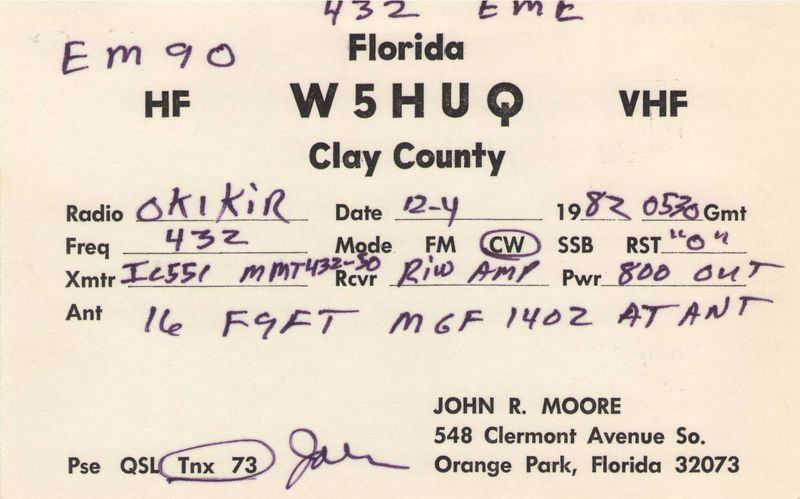 432 EME
EM90
Florida
HF W5HUQ VHF
Clay County
Radio OK1KIR Date 12-4 1982 0530 Gmt
Freq 432 Mode FM CW SSB RST "O"
Xmtr IC551 MMT432-50 Rcvr RIW AMP Pwr 800 OUT
Ant 16 F9FT MGF 1402 AT ANT
JOHN R. MOORE
548 Clermont Avenue So.
Pse QSL Tnx 73 John Orange Park, Florida 32073